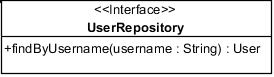 <<Interface>>
UserRepository
+findByUsername(username : String) : User